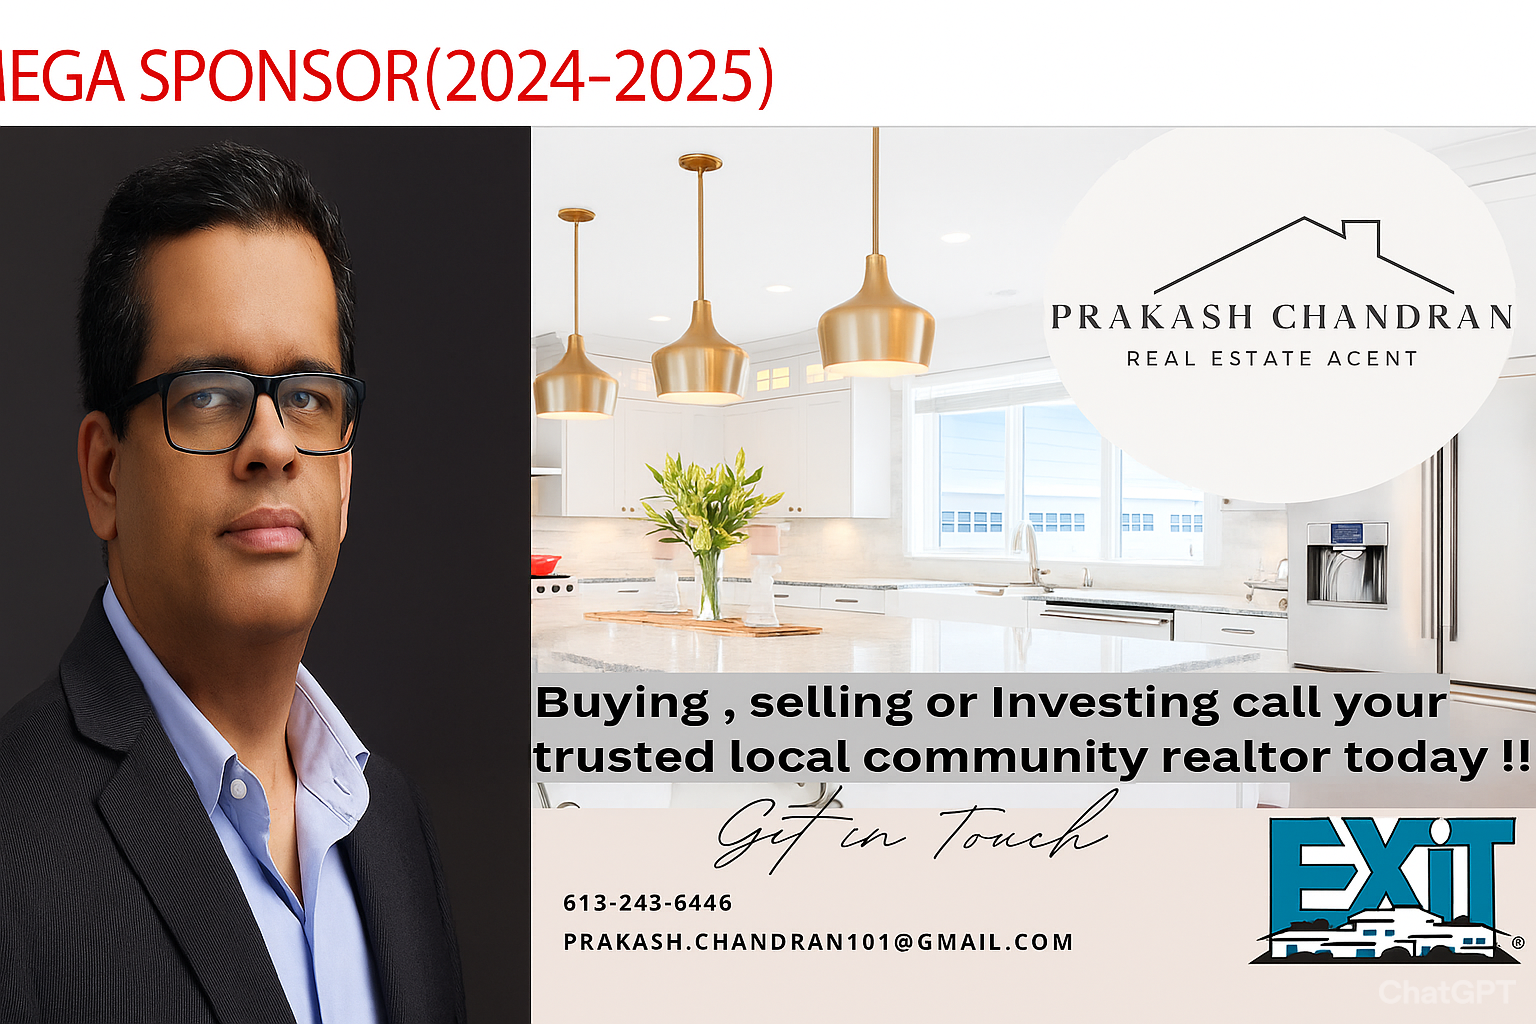 MEGA SPONSOR(2024-2025)
PRAKASH CHANDRAN
REAL ESTATE ACENT
Buying , selling or Investing call your
trusted local community realtor today !!
Get in Touch
613-243-6446
PRAKASH.CHANDRAN101@GMAIL.COM
EXiT
®
ChatGPT